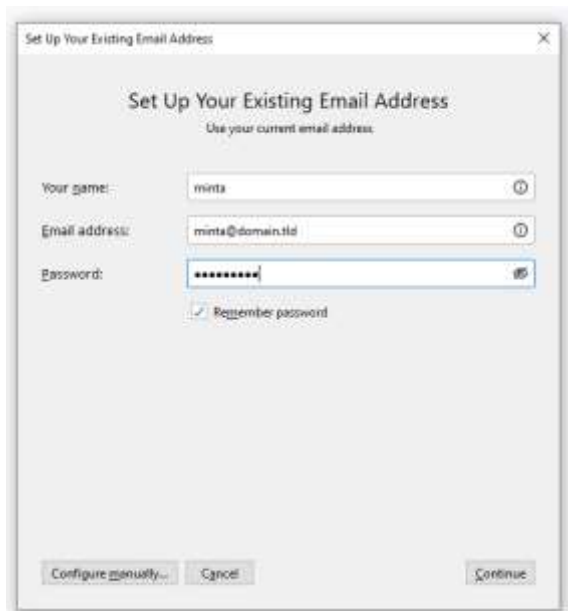 Set Up Your Existing Email Address
Set Up Your Existing Email Address
Use your current email address
Your name: minta
Email address: minta@domain.tld
Password: •••••••••
Remember password
Configure manually... Cancel Continue